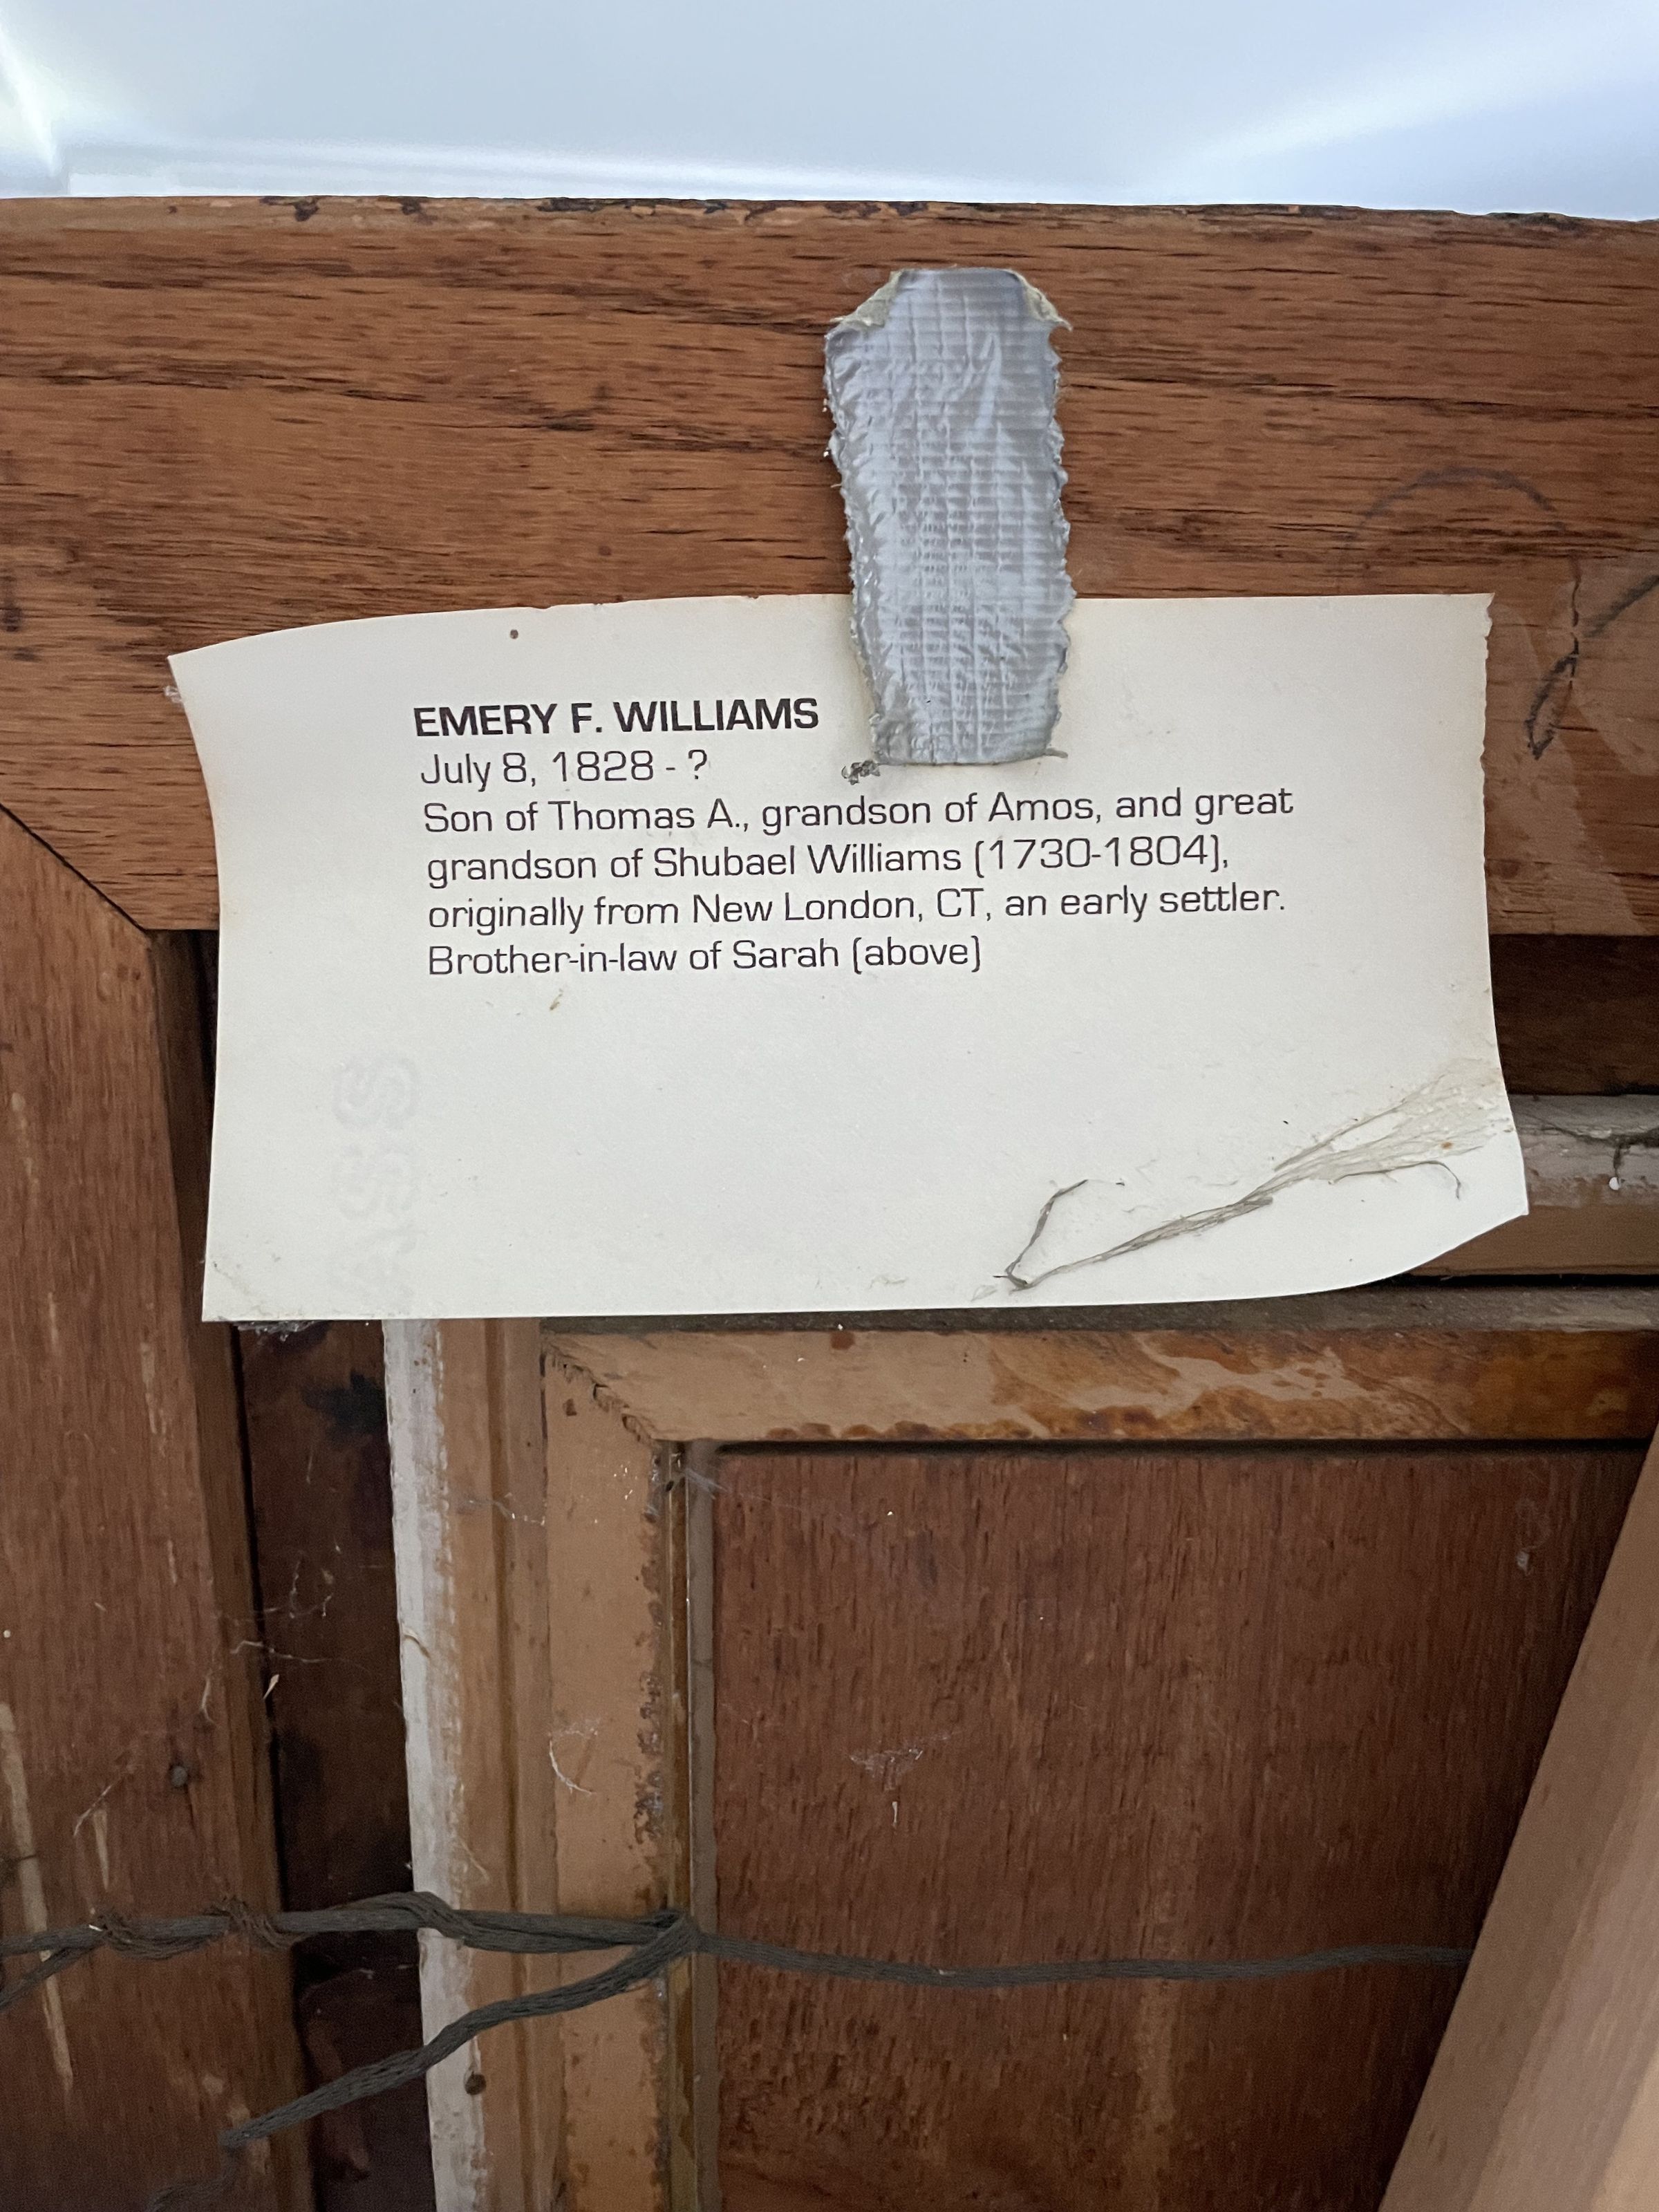 EMERY F. WILLIAMS
July 8, 1828 - ?
Son of Thomas A., grandson of Amos, and great
grandson of Shubael Williams (1730-1804),
originally from New London, CT, an early settler.
Brother-in-law of Sarah (above)